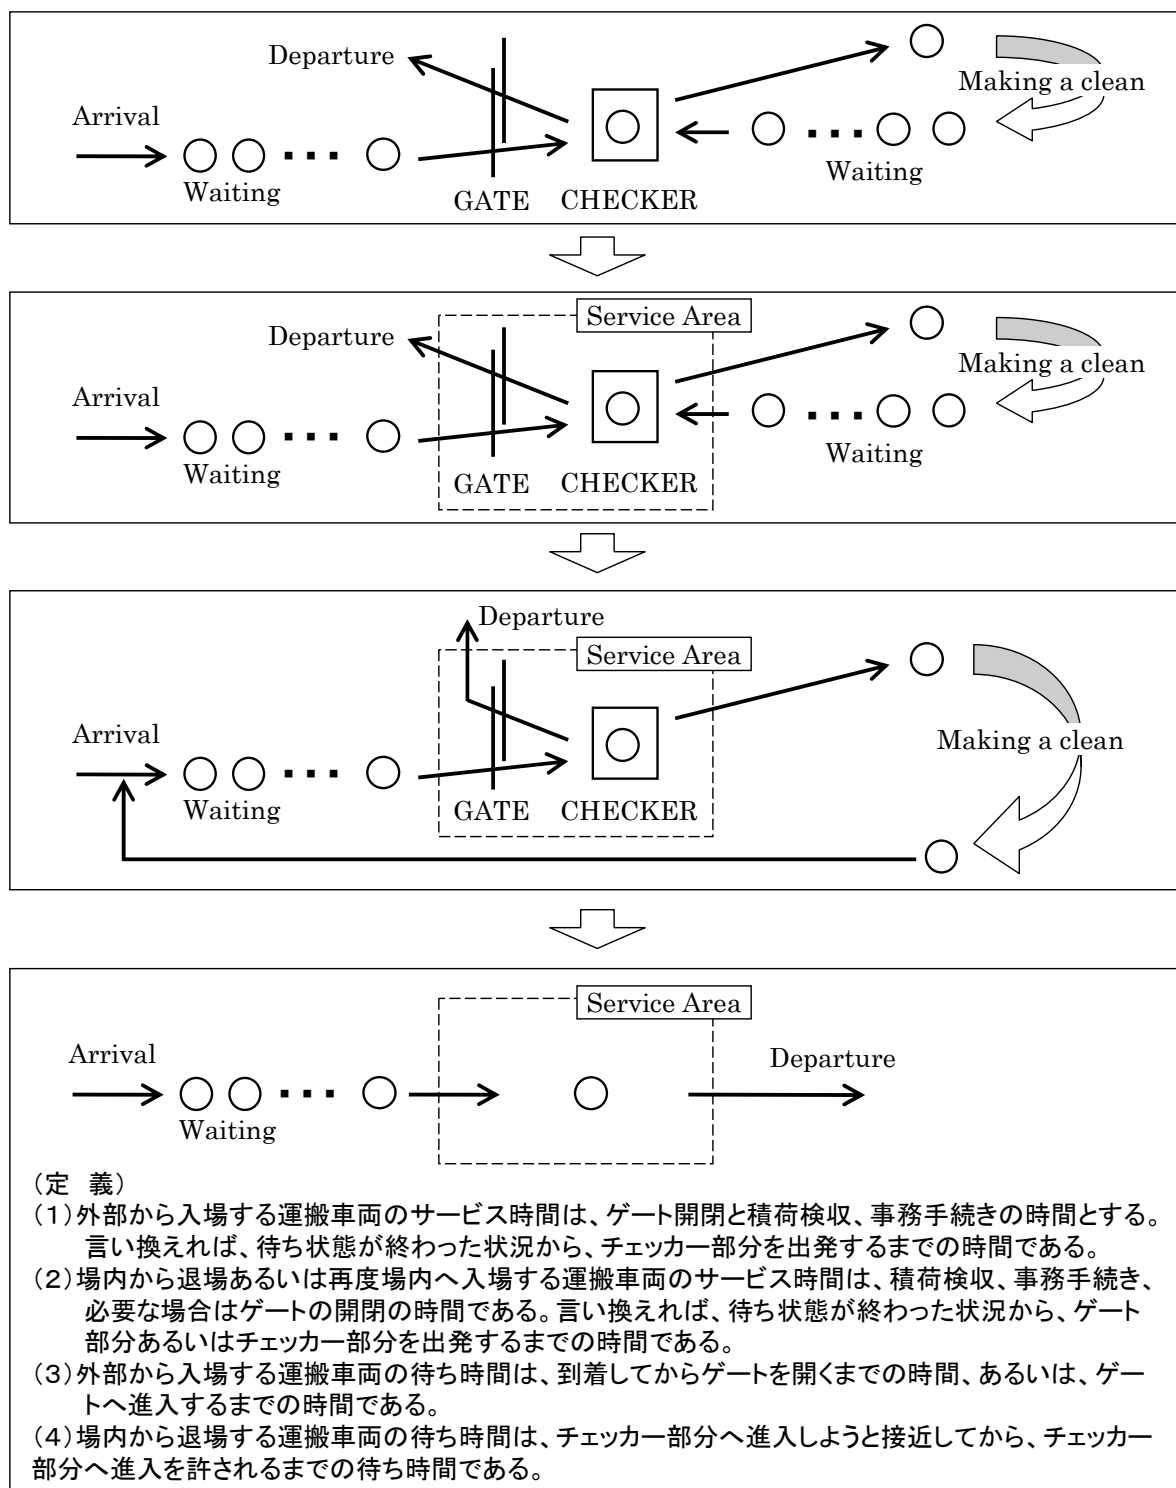 Departure
Making a clean
Arrival
Waiting
Waiting
GATE CHECKER
Service Area
Departure
Making a clean
Arrival
Waiting
Waiting
GATE CHECKER
Departure
Service Area
Arrival
Making a clean
Waiting
GATE CHECKER
Service Area
Arrival
Departure
Waiting
(定 義)
(1)外部から入場する運搬車両のサービス時間は、ゲート開閉と積荷検収、事務手続きの時間とする。
言い換えれば、待ち状態が終わった状況から、チェッカー部分を出発するまでの時間である。
(2)場内から退場あるいは再度場内へ入場する運搬車両のサービス時間は、積荷検収、事務手続き、
必要な場合はゲートの開閉の時間である。言い換えれば、待ち状態が終わった状況から、ゲート
部分あるいはチェッカー部分を出発するまでの時間である。
(3)外部から入場する運搬車両の待ち時間は、到着してからゲートを開くまでの時間、あるいは、ゲー
トへ進入するまでの時間である。
(4)場内から退場する運搬車両の待ち時間は、チェッカー部分へ進入しようと接近してから、チェッカー
部分へ進入を許されるまでの待ち時間である。